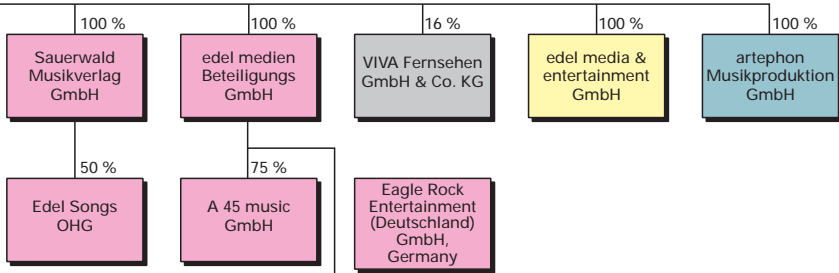 100 %
100 %
16 %
100 %
100 %
Sauerwald
Musikverlag
GmbH
edel medien
Beteiligungs
GmbH
VIVA Fernsehen
GmbH & Co. KG
edel media &
entertainment
GmbH
artephon
Musikproduktion
GmbH
50 %
75 %
Edel Songs
OHG
A 45 music
GmbH
Eagle Rock
Entertainment
(Deutschland)
GmbH,
Germany